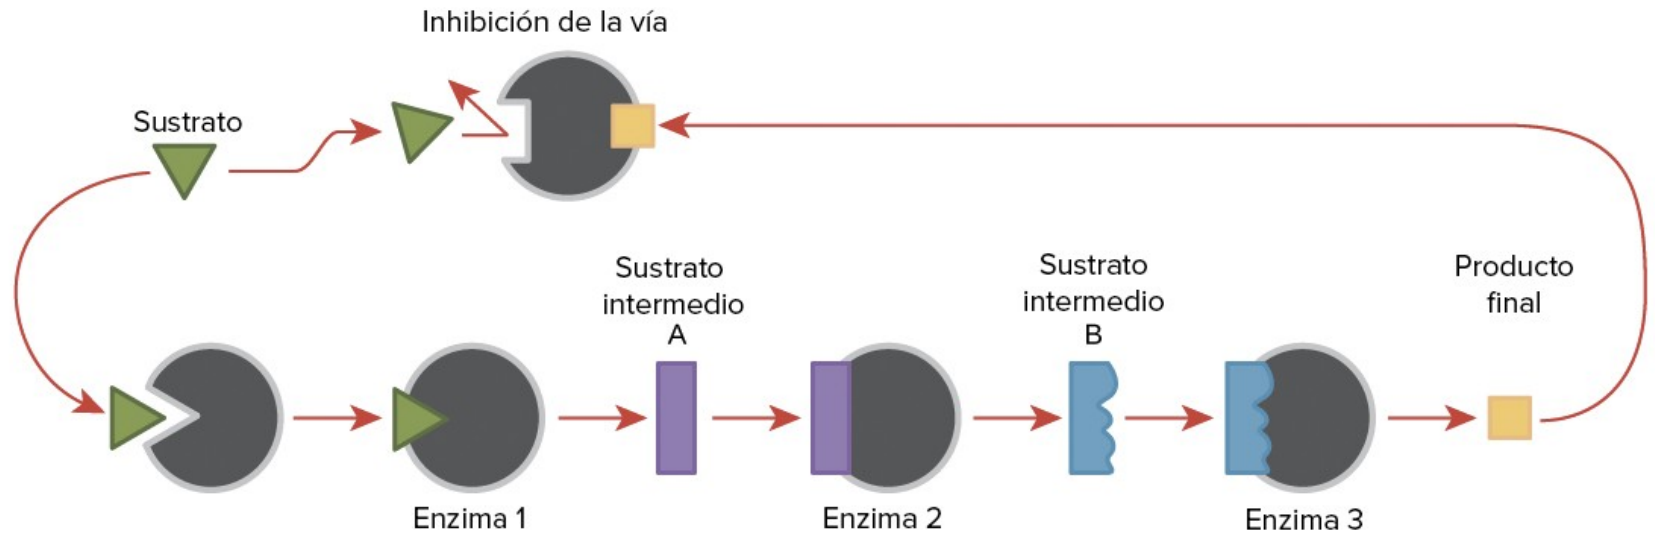 Inhibición de la vía
Sustrato
Sustrato
intermedio
A
Sustrato
intermedio
B
Producto
final
Enzima 1
Enzima 2
Enzima 3